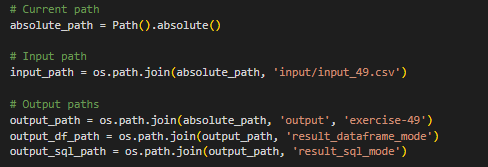 # Current path
absolute_path = Path().absolute()
# Input path
input_path = os.path.join(absolute_path, 'input/input_49.csv')
# Output paths
output_path = os.path.join(absolute_path, 'output', 'exercise-49')
output_df_path = os.path.join(output_path, 'result_dataframe_mode')
output_sql_path = os.path.join(output_path, 'result_sql_mode')